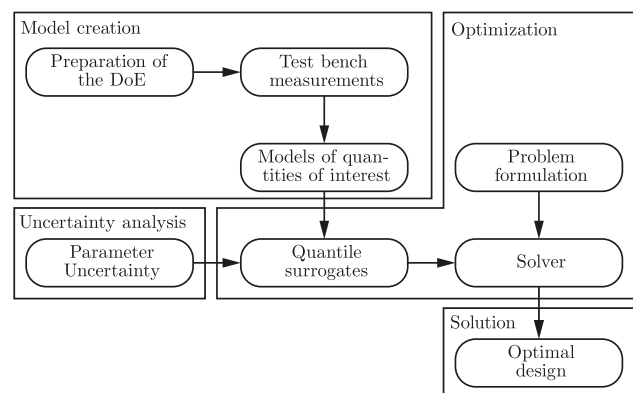 Model creation
Preparation of
the DoE
Test bench
measurements
Models of quan-
tities of interest
Optimization
Problem
formulation
Uncertainty analysis
Parameter
Uncertainty
Quantile
surrogates
Solver
Solution
Optimal
design